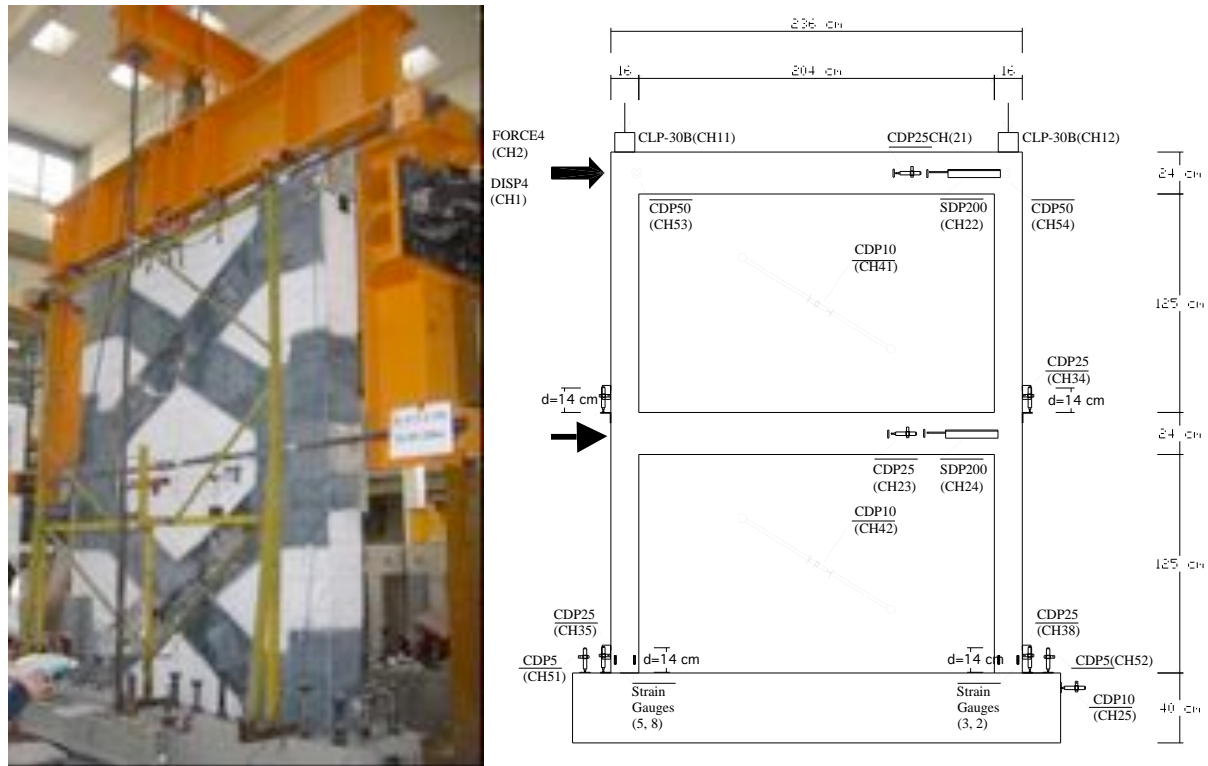 236 cm
16
204 cm
16
FORCE4
(CH2)
CLP-30B(CH11)
CDP25CH(21)
CLP-30B(CH12)
24 cm
DISP4
(CH1)
CDP50
(CH53)
SDP200
(CH22)
CDP50
(CH54)
CDP10
(CH41)
125 cm
CDP25
(CH34)
d=14 cm
d=14 cm
24 cm
CDP25
(CH23)
SDP200
(CH24)
CDP10
(CH42)
125 cm
CDP25
(CH35)
CDP25
(CH38)
CDP5
(CH51)
d=14 cm
d=14 cm
CDP5(CH52)
Strain
Gauges
(5, 8)
Strain
Gauges
(3, 2)
CDP10
(CH25)
40 cm